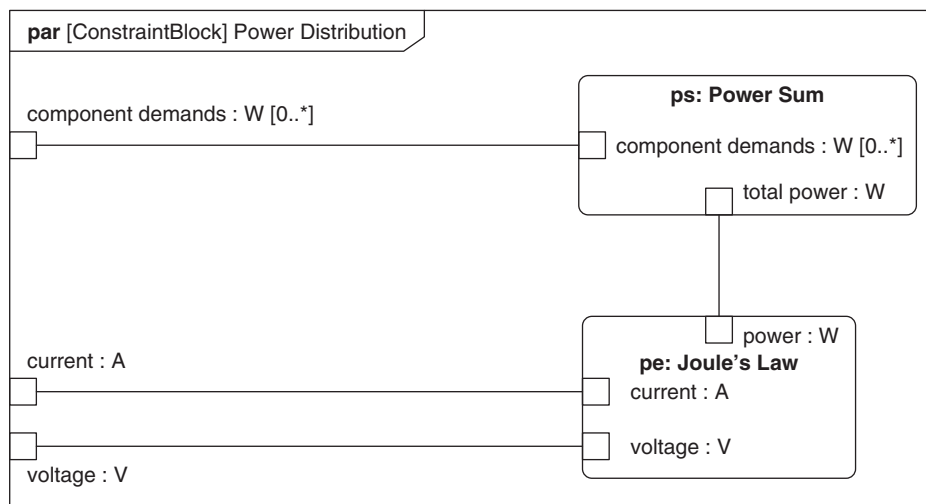 par [ConstraintBlock] Power Distribution
ps: Power Sum
component demands : W [0..*]
component demands : W [0..*]
total power : W
power : W
pe: Joule's Law
current : A
current : A
voltage : V
voltage : V